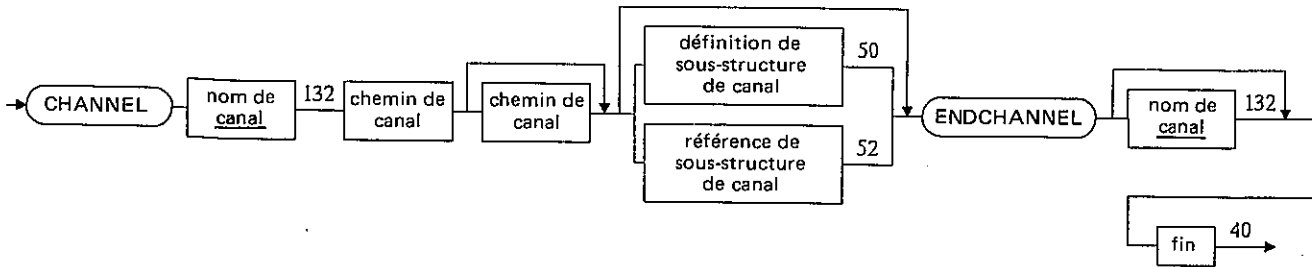 CHANNEL
nom de
canal
132
chemin de
canal
chemin de
canal
définition de
sous-structure
de canal
50
référence de
sous-structure
de canal
52
ENDCHANNEL
nom de
canal
132
fin
40